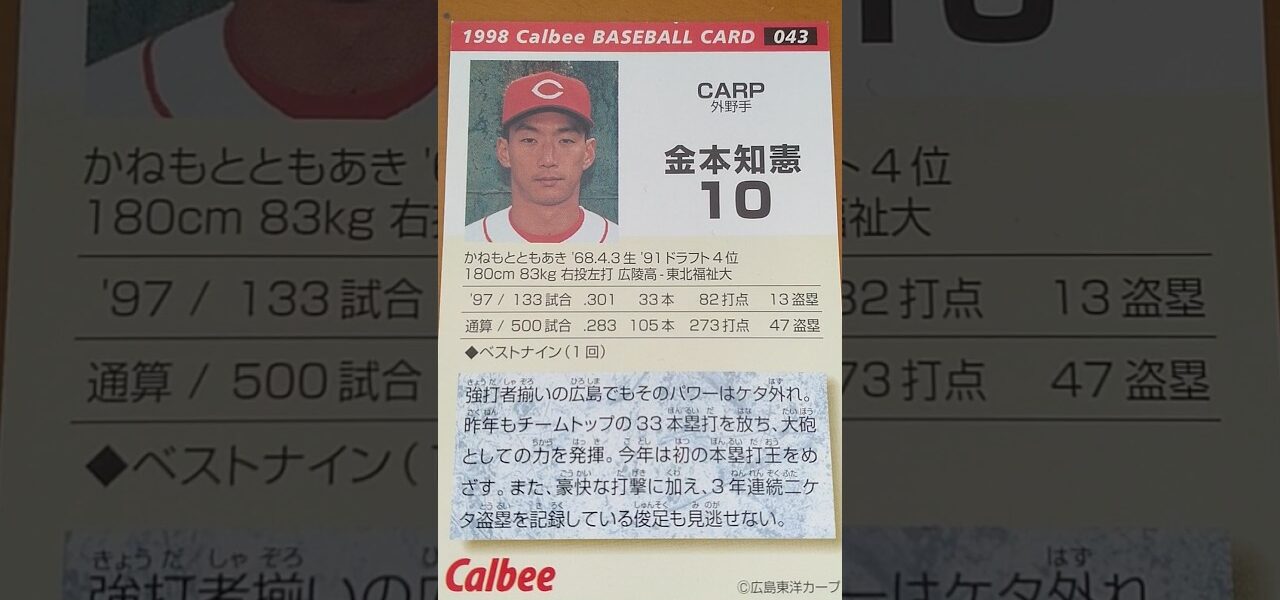 1998 Calbee BASEBALL CARD 043
CARP
外野手
金本知憲
10
かねもとともあき '68.4.3生 '91ドラフト4位
180cm 83kg 右投左打 広陵高-東北福祉大
'97 / 133試合 .301 33本 82打点 13盗塁
通算 / 500試合 .283 105本 273打点 47盗塁
◆ベストナイン(1回)
強打者揃いの広島でもそのパワーはケタ外れ。
昨年もチームトップの33本塁打を放ち、大砲
としての力を発揮。今年は初の本塁打王をめ
ざす。また、豪快な打撃に加え、3年連続二ケ
タ盗塁を記録している俊足も見逃せない。
Calbee
©広島東洋カープ